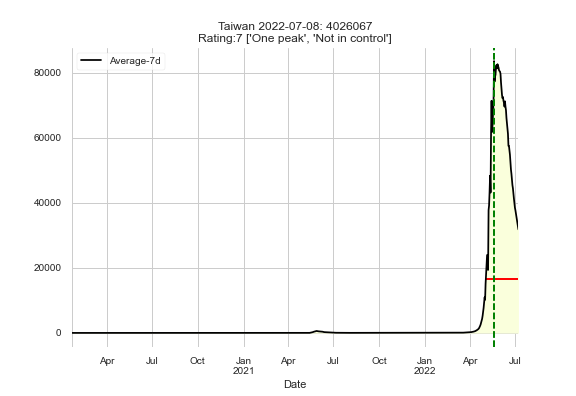 Taiwan 2022-07-08: 4026067
Rating:7 ['One peak', 'Not in control']
Average-7d
80000
60000
40000
20000
0
Apr Jul Oct Jan Apr Jul Oct Jan Apr Jul
2021 2022
Date